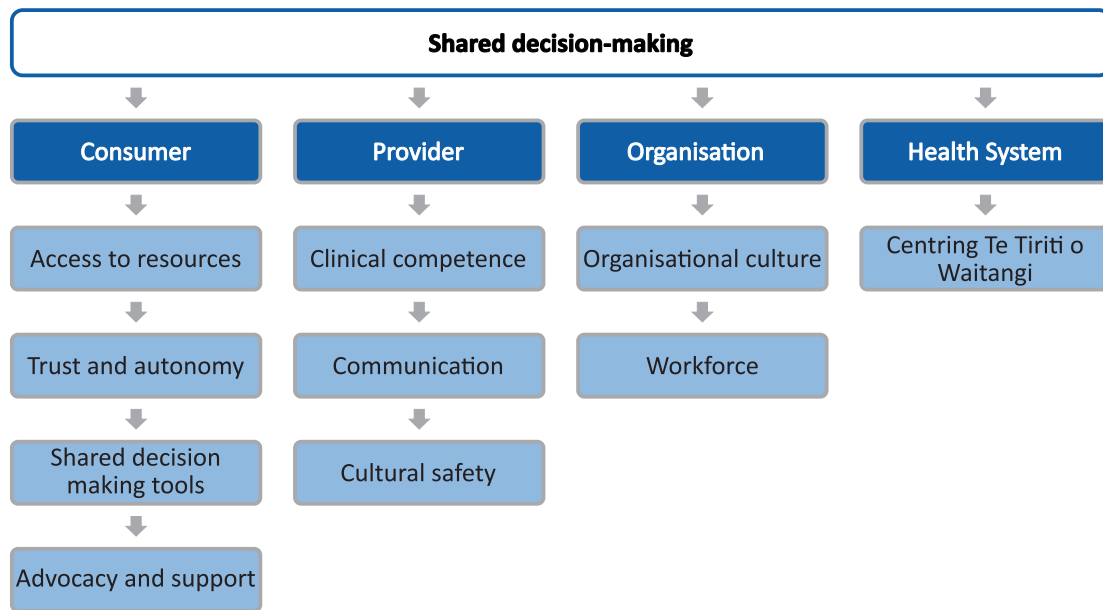 Shared decision-making
Consumer
Provider
Organisation
Health System
Access to resources
Clinical competence
Organisational culture
Centring Te Tiriti o
Waitangi
Trust and autonomy
Communication
Workforce
Shared decision
making tools
Cultural safety
Advocacy and support